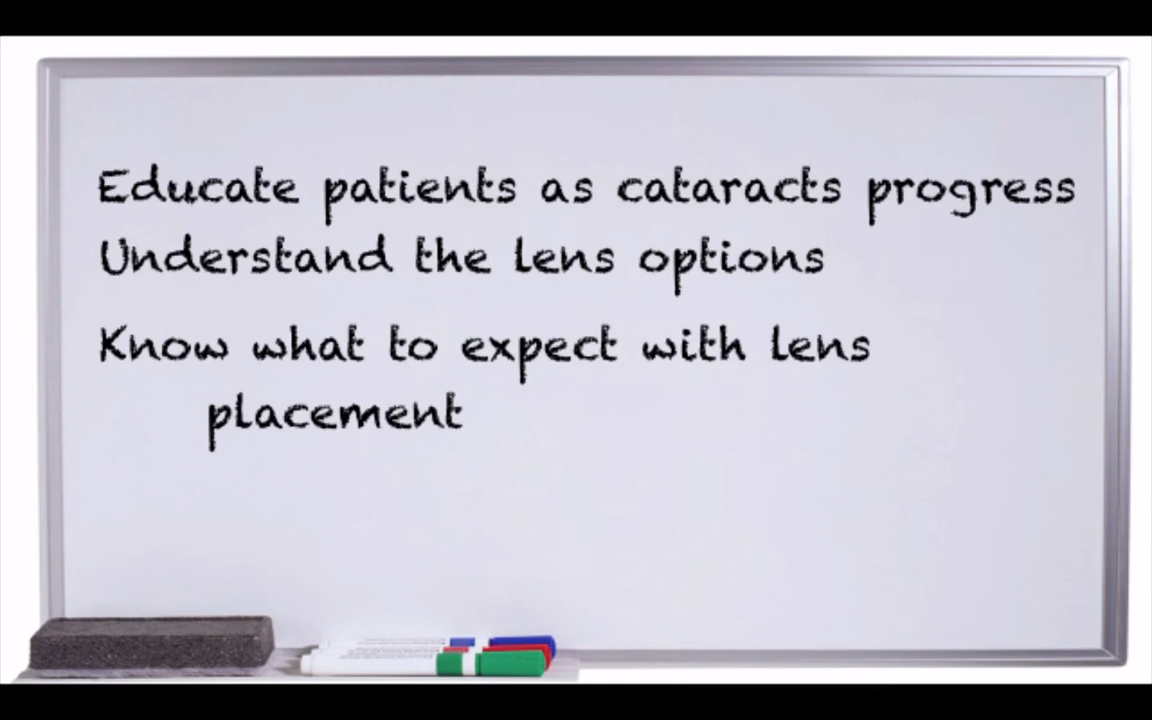 Educate patients as cataracts progress
Understand the lens options
Know what to expect with lens
placement